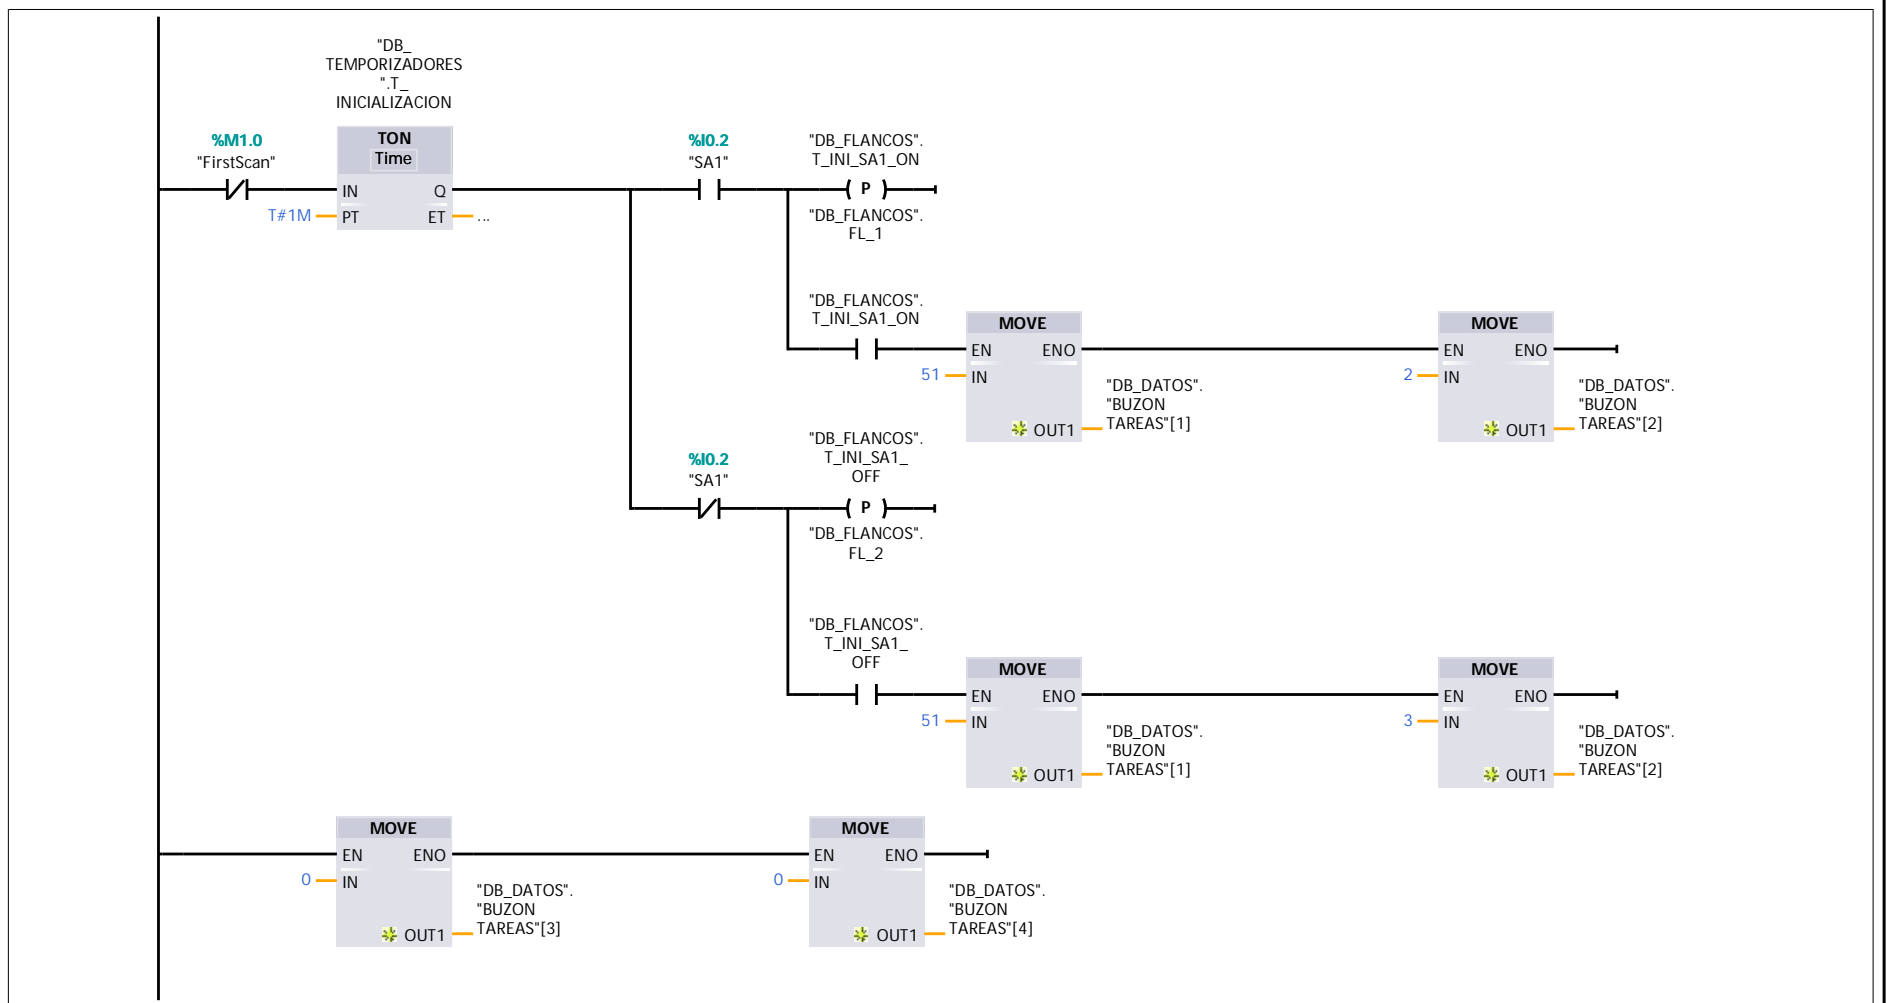 "DB_
TEMPORIZADORES
".T_
INICIALIZACION
%M1.0
"FirstScan"
TON
Time
IN Q
T#1M PT ET ...
%I0.2
"SA1"
"DB_FLANCOS".
T_INI_SA1_ON
( P )
"DB_FLANCOS".
FL_1
"DB_FLANCOS".
T_INI_SA1_ON
MOVE
EN ENO
51 IN
OUT1
"DB_DATOS".
"BUZON
TAREAS"[1]
MOVE
EN ENO
2 IN
OUT1
"DB_DATOS".
"BUZON
TAREAS"[2]
%I0.2
"SA1"
"DB_FLANCOS".
T_INI_SA1_
OFF
( P )
"DB_FLANCOS".
FL_2
"DB_FLANCOS".
T_INI_SA1_
OFF
MOVE
EN ENO
51 IN
OUT1
"DB_DATOS".
"BUZON
TAREAS"[1]
MOVE
EN ENO
3 IN
OUT1
"DB_DATOS".
"BUZON
TAREAS"[2]
MOVE
EN ENO
0 IN
OUT1
"DB_DATOS".
"BUZON
TAREAS"[3]
MOVE
EN ENO
0 IN
OUT1
"DB_DATOS".
"BUZON
TAREAS"[4]